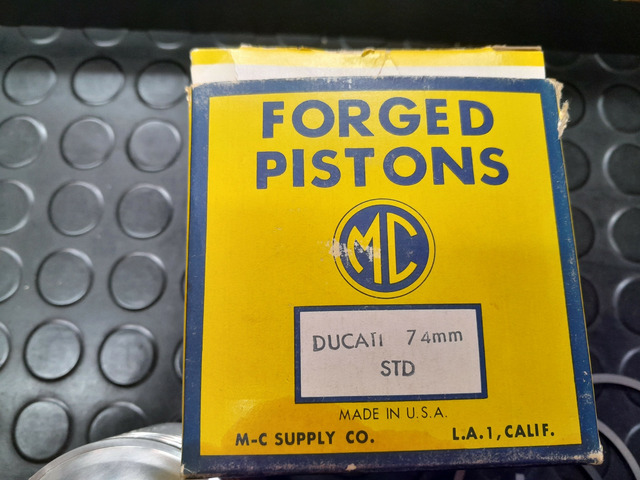 FORGED
PISTONS
MC
DUCATI 74mm
STD
MADE IN U.S.A.
M-C SUPPLY CO. L.A.1, CALIF.